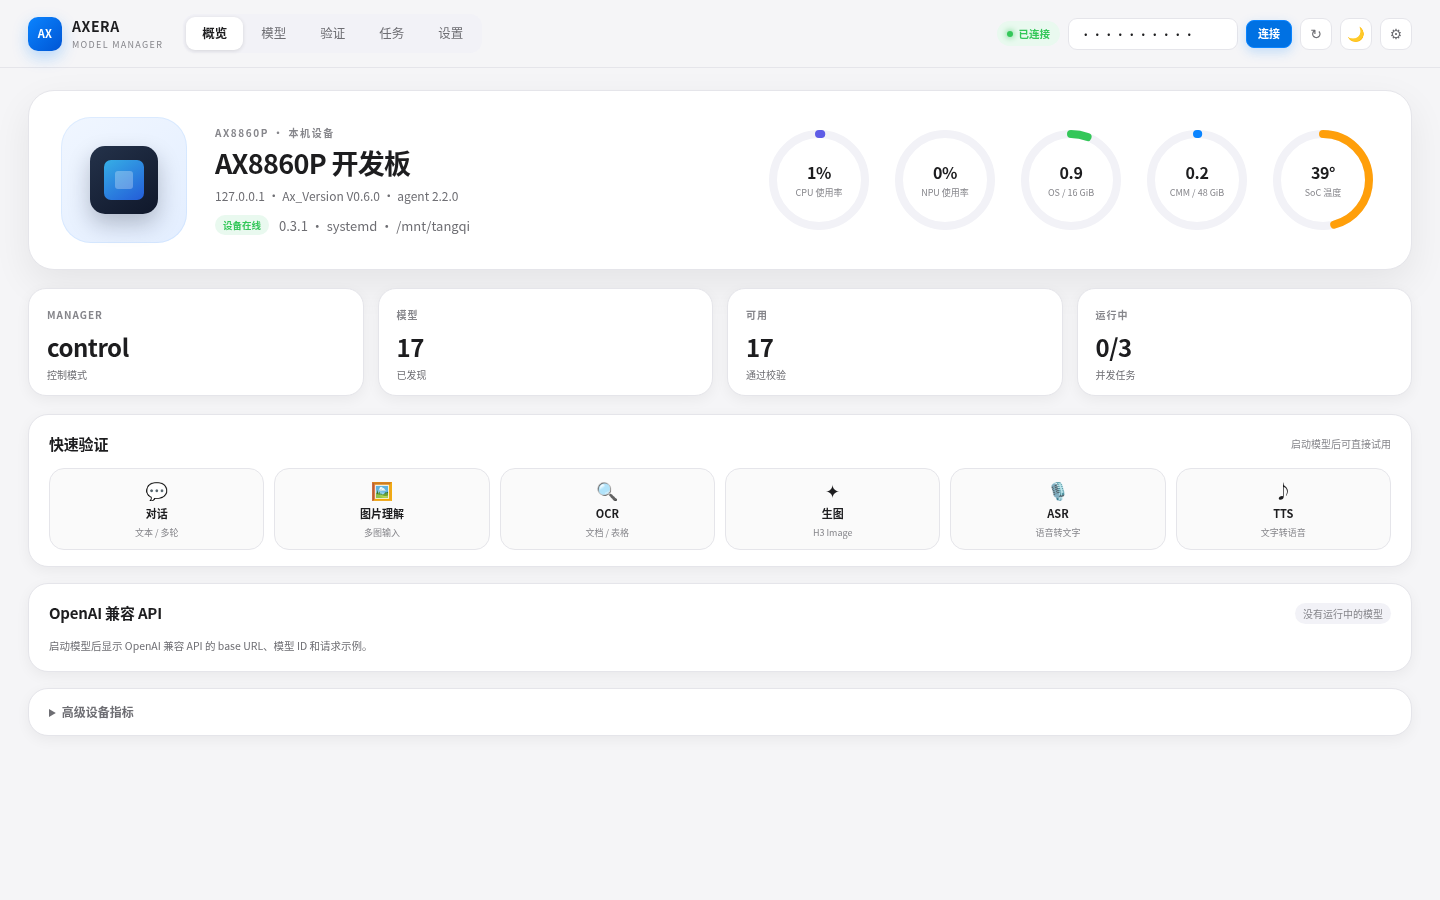 AX
AXERA
MODEL MANAGER
概览
模型
验证
任务
设置
已连接
连接
AX8860P · 本机设备
AX8860P 开发板
127.0.0.1 · Ax_Version V0.6.0 · agent 2.2.0
设备在线
0.3.1 · systemd · /mnt/tangqi
1%
CPU 使用率
0%
NPU 使用率
0.9
OS / 16 GiB
0.2
CMM / 48 GiB
39°
SoC 温度
MANAGER
control
控制模式
模型
17
已发现
可用
17
通过校验
运行中
0/3
并发任务
快速验证
启动模型后可直接试用
对话
文本 / 多轮
图片理解
多图输入
OCR
文档 / 表格
生图
H3 Image
ASR
语音转文字
TTS
文字转语音
OpenAI 兼容 API
没有运行中的模型
启动模型后显示 OpenAI 兼容 API 的 base URL、模型 ID 和请求示例。
高级设备指标